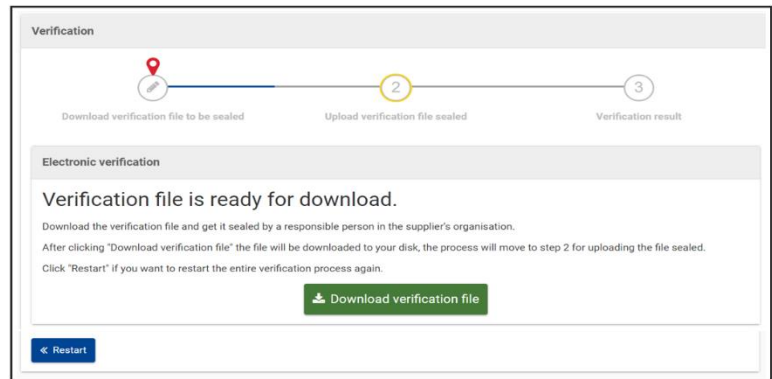 Verification
2
3
Download verification file to be sealed
Upload verification file sealed
Verification result
Electronic verification
Verification file is ready for download.
Download the verification file and get it sealed by a responsible person in the supplier's organisation.
After clicking "Download verification file" the file will be downloaded to your disk, the process will move to step 2 for uploading the file sealed.
Click "Restart" if you want to restart the entire verification process again.
Download verification file
« Restart